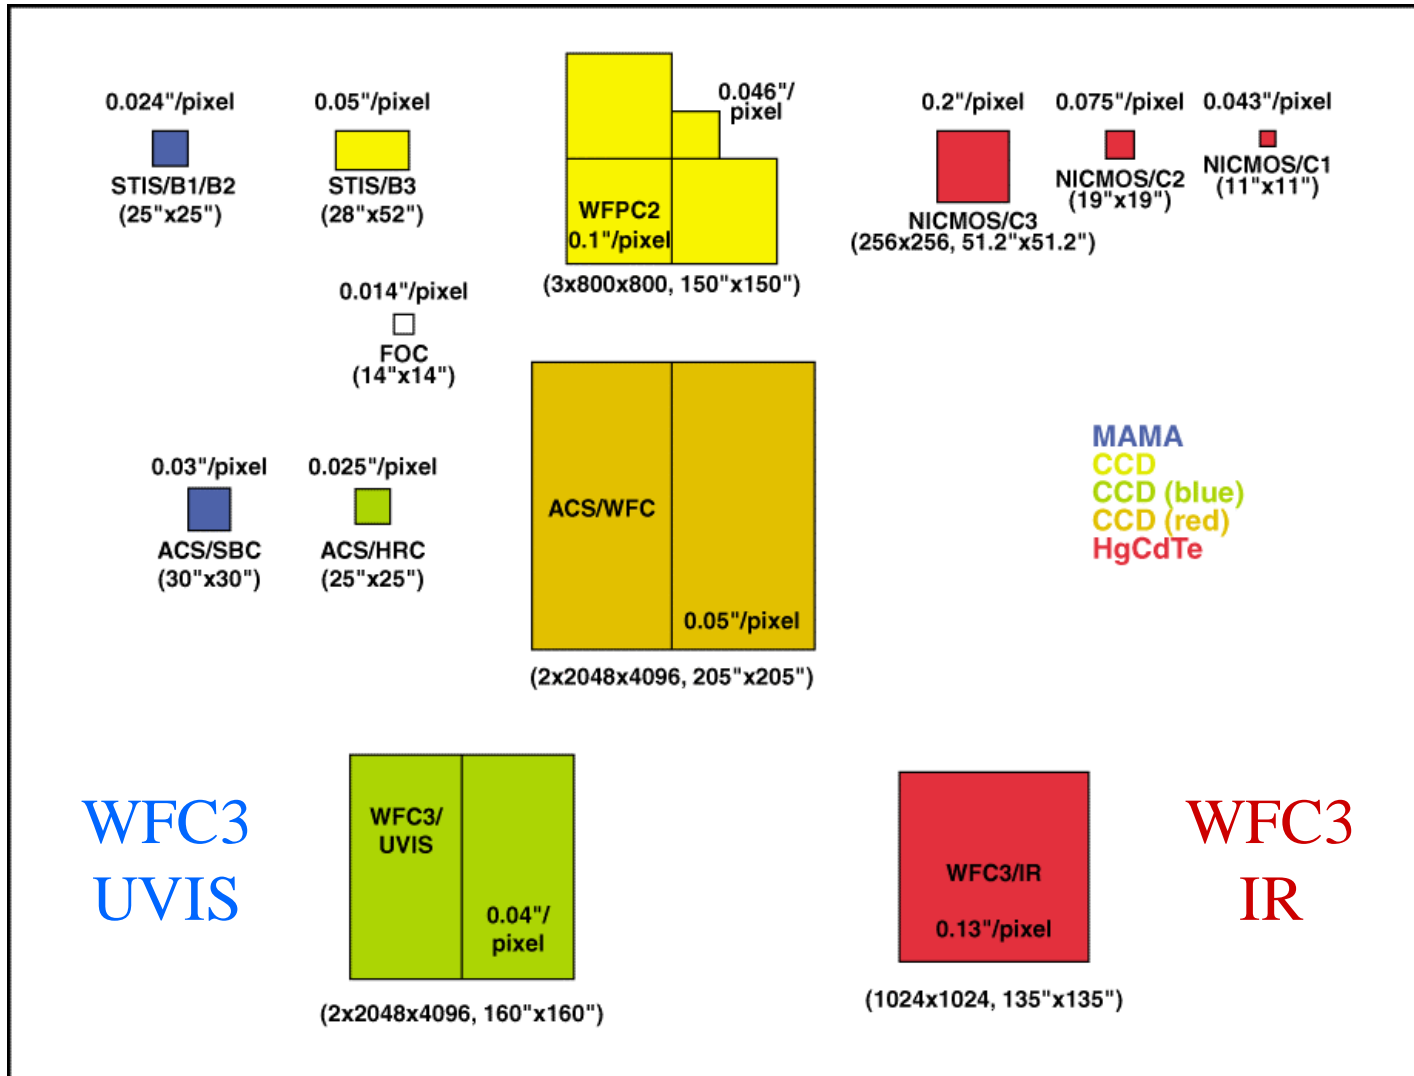 0.024"/pixel
STIS/B1/B2
(25"x25")
0.05"/pixel
STIS/B3
(28"x52")
0.046"/
pixel
WFPC2
0.1"/pixel
(3x800x800, 150"x150")
0.2"/pixel
NICMOS/C3
(256x256, 51.2"x51.2")
0.075"/pixel
NICMOS/C2
(19"x19")
0.043"/pixel
NICMOS/C1
(11"x11")
0.014"/pixel
FOC
(14"x14")
0.03"/pixel
ACS/SBC
(30"x30")
0.025"/pixel
ACS/HRC
(25"x25")
ACS/WFC
0.05"/pixel
(2x2048x4096, 205"x205")
MAMA
CCD
CCD (blue)
CCD (red)
HgCdTe
WFC3
UVIS
WFC3/
UVIS
0.04"/
pixel
(2x2048x4096, 160"x160")
WFC3/IR
0.13"/pixel
(1024x1024, 135"x135")
WFC3
IR